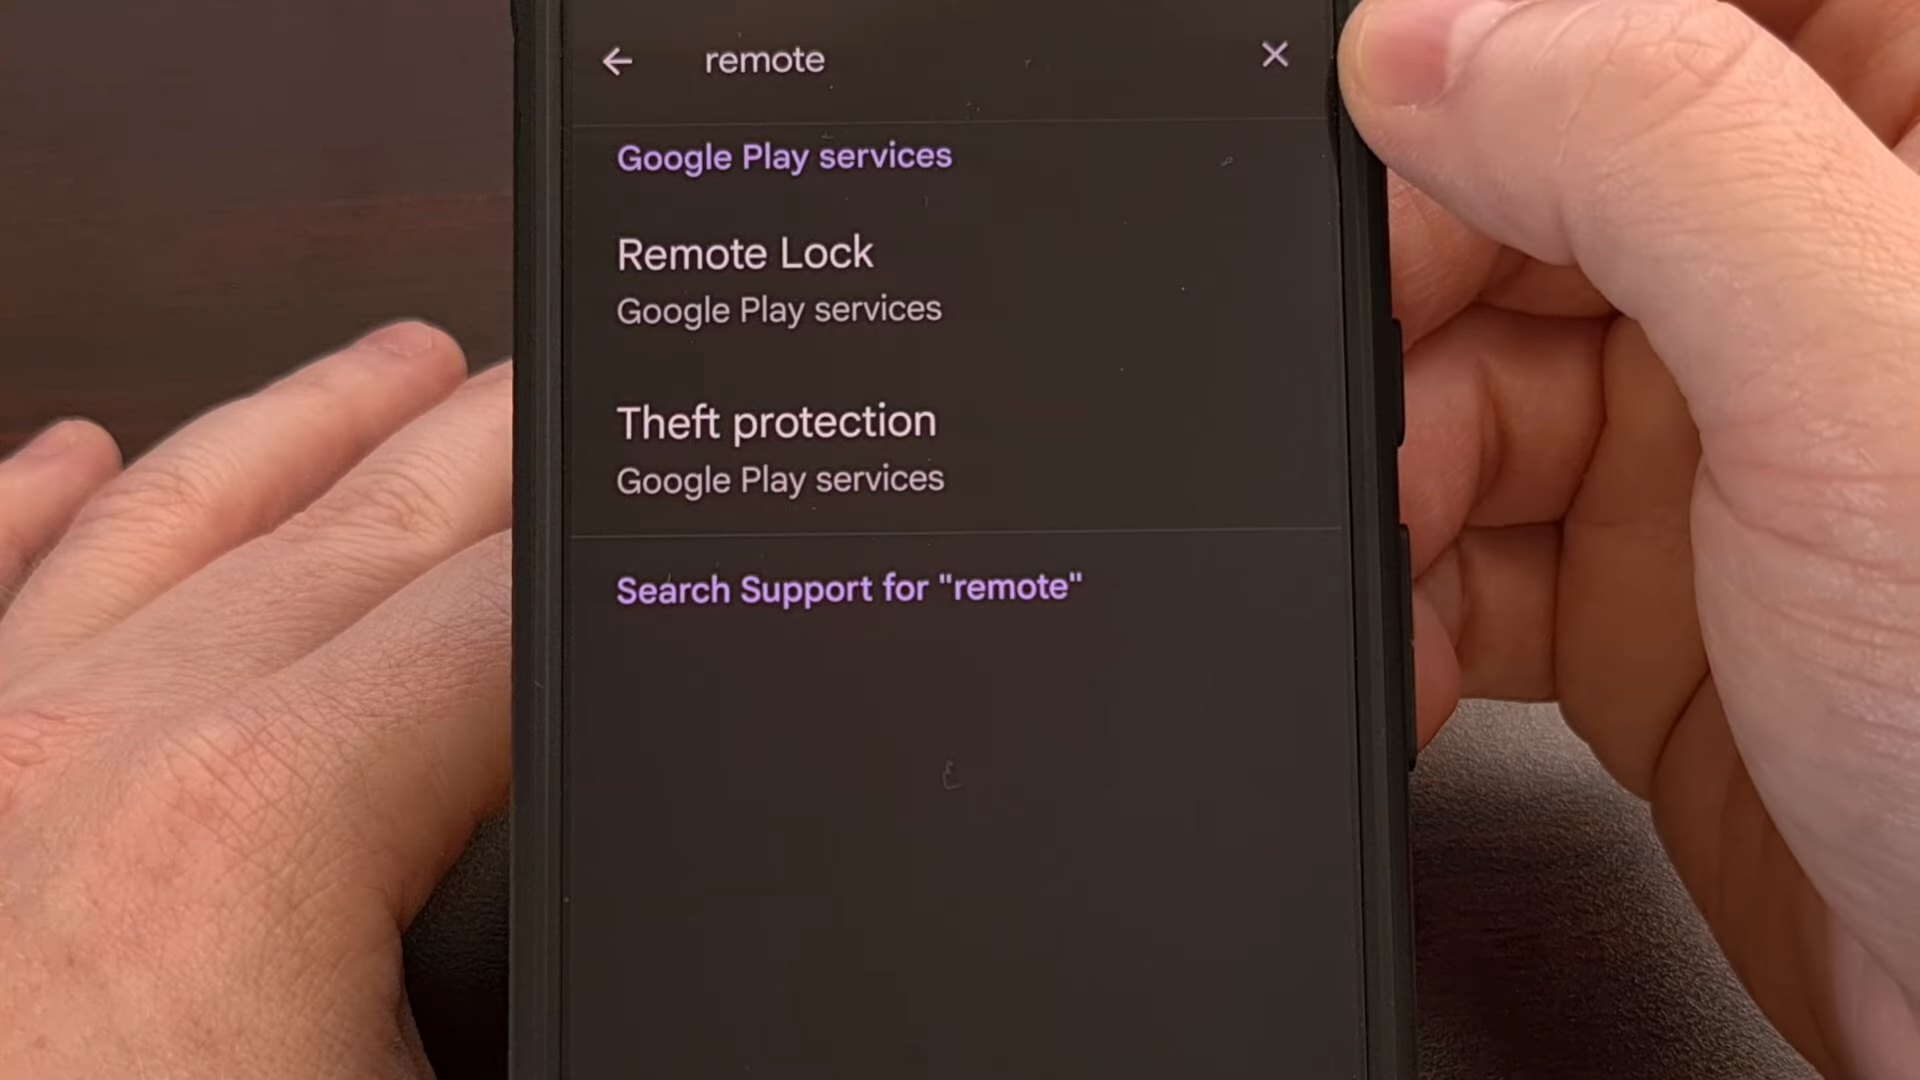 remote
Google Play services
Remote Lock
Google Play services
Theft protection
Google Play services
Search Support for "remote"